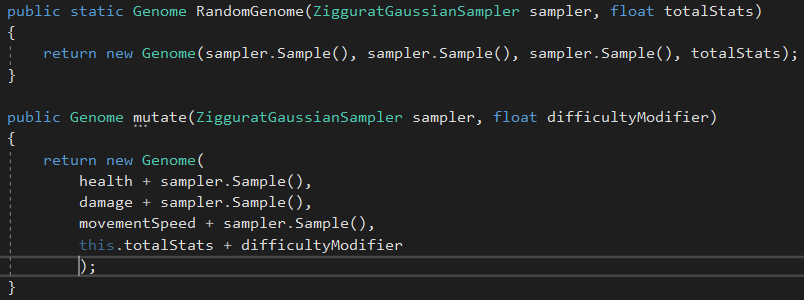 public static Genome RandomGenome(ZigguratGaussianSampler sampler, float totalStats)
{
    return new Genome(sampler.Sample(), sampler.Sample(), sampler.Sample(), totalStats);
}

public Genome mutate(ZigguratGaussianSampler sampler, float difficultyModifier)
{
    return new Genome(
        health + sampler.Sample(),
        damage + sampler.Sample(),
        movementSpeed + sampler.Sample(),
        this.totalStats + difficultyModifier
        );
}